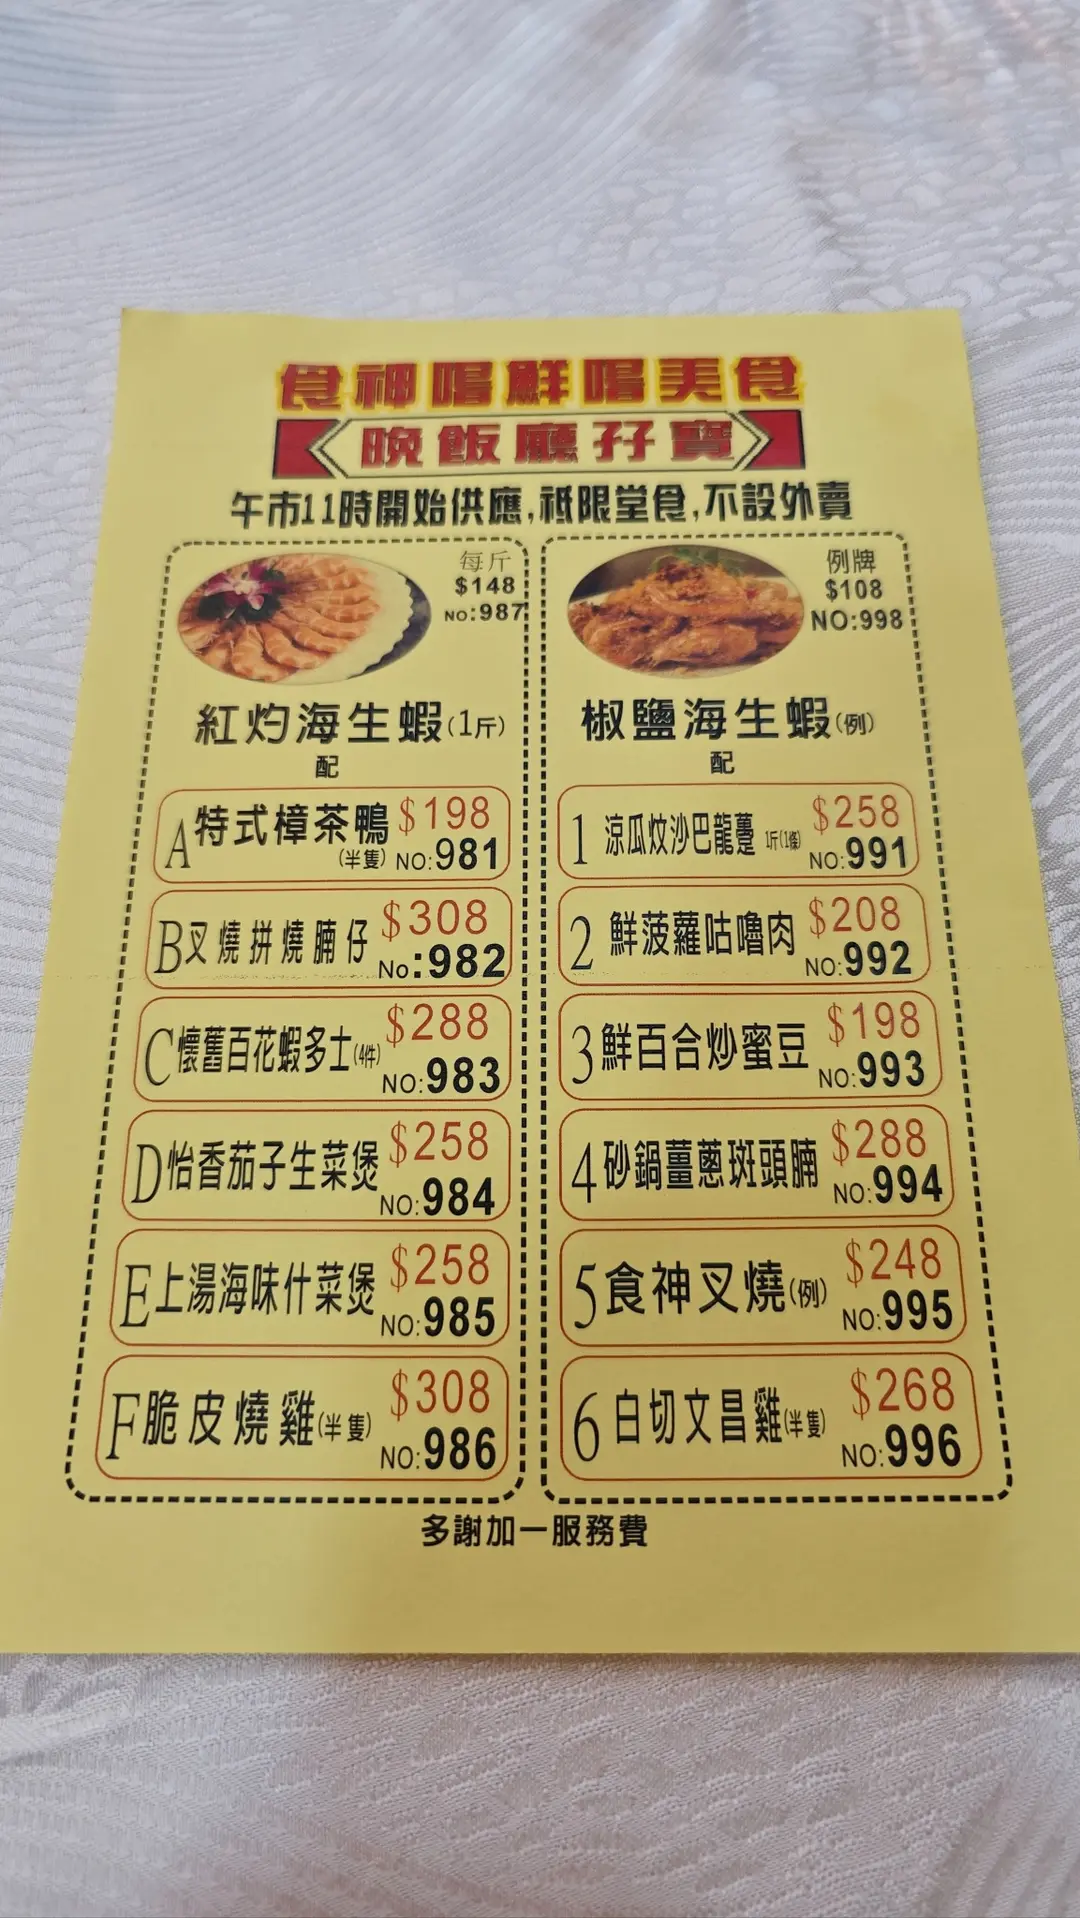 食神嚐鮮嚐美食
晚飯廳孖寶
午市11時開始供應,祗限堂食,不設外賣
每斤
$148
NO:987
紅灼海生蝦(1斤)
配
A 特式樟茶鴨(半隻) $198
NO:981
B 叉燒拼燒腩仔 $308
No:982
C 懷舊百花蝦多士(4件) $288
NO:983
D 怡香茄子生菜煲 $258
NO:984
E 上湯海味什菜煲 $258
NO:985
F 脆皮燒雞(半隻) $308
NO:986
例牌
$108
NO:998
椒鹽海生蝦(例)
配
1 涼瓜炆沙巴龍躉 1斤(1條) $258
NO:991
2 鮮菠蘿咕嚕肉 $208
NO:992
3 鮮百合炒蜜豆 $198
NO:993
4 砂鍋薑蔥斑頭腩 $288
NO:994
5 食神叉燒(例) $248
NO:995
6 白切文昌雞(半隻) $268
NO:996
多謝加一服務費